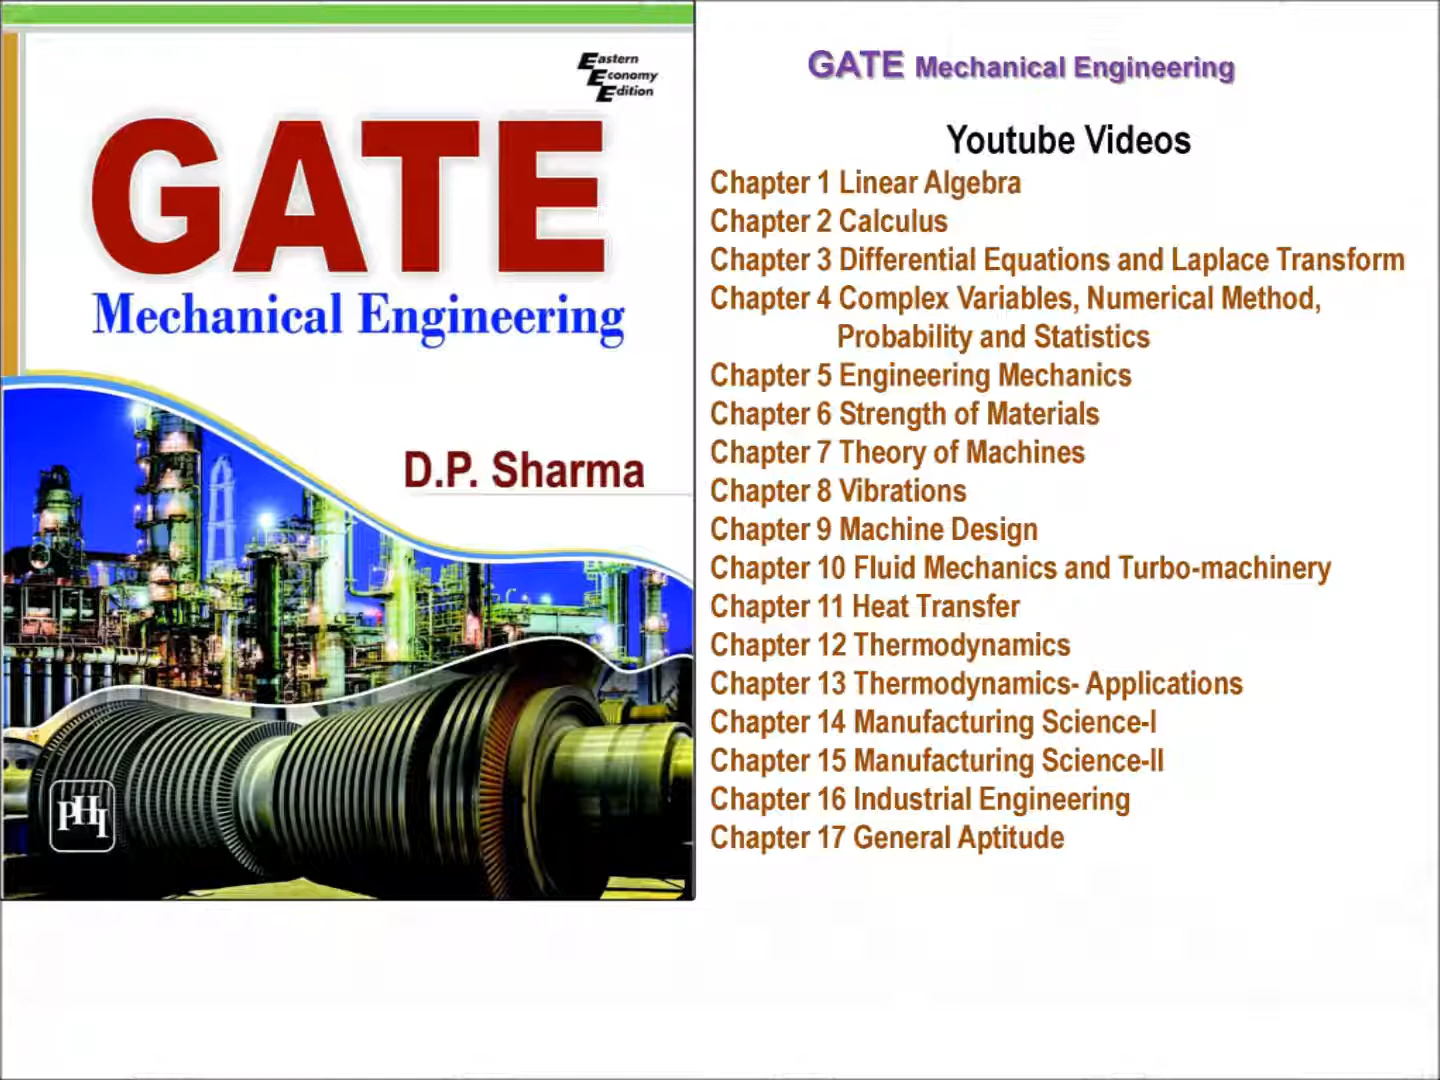 Eastern
Economy
Edition
GATE
Mechanical Engineering
D.P. Sharma
PHI
GATE Mechanical Engineering
Youtube Videos
Chapter 1 Linear Algebra
Chapter 2 Calculus
Chapter 3 Differential Equations and Laplace Transform
Chapter 4 Complex Variables, Numerical Method,
Probability and Statistics
Chapter 5 Engineering Mechanics
Chapter 6 Strength of Materials
Chapter 7 Theory of Machines
Chapter 8 Vibrations
Chapter 9 Machine Design
Chapter 10 Fluid Mechanics and Turbo-machinery
Chapter 11 Heat Transfer
Chapter 12 Thermodynamics
Chapter 13 Thermodynamics- Applications
Chapter 14 Manufacturing Science-I
Chapter 15 Manufacturing Science-II
Chapter 16 Industrial Engineering
Chapter 17 General Aptitude